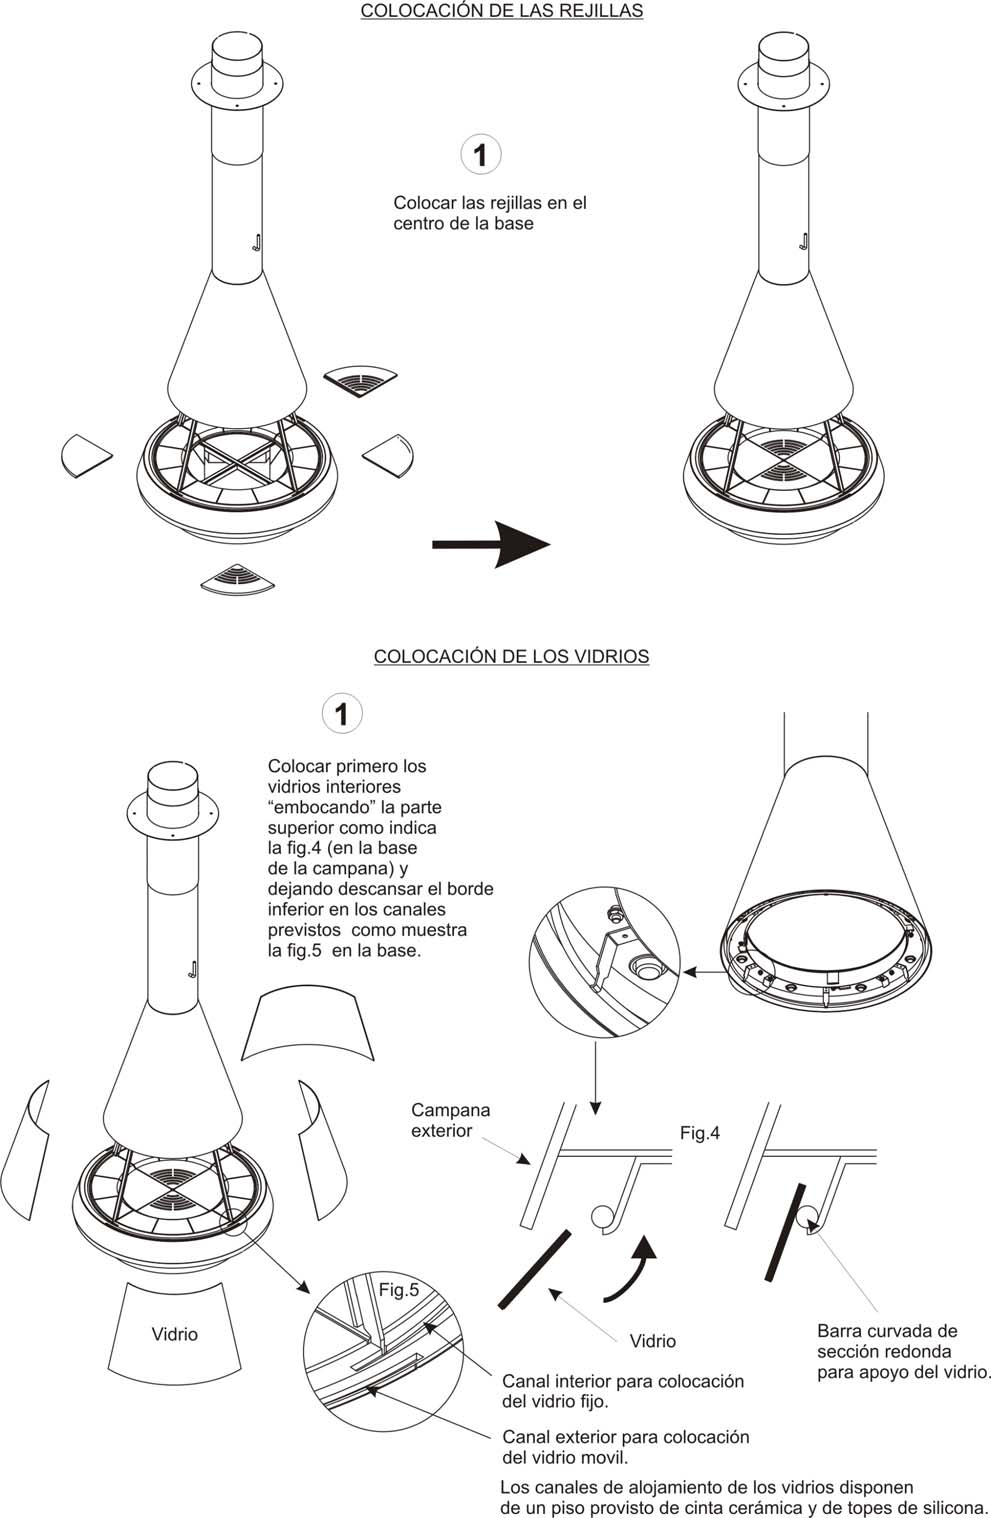 COLOCACIÓN DE LAS REJILLAS
1
Colocar las rejillas en el
centro de la base
COLOCACIÓN DE LOS VIDRIOS
1
Colocar primero los
vidrios interiores
“embocando” la parte
superior como indica
la fig.4 (en la base
de la campana) y
dejando descansar el borde
inferior en los canales
previstos  como muestra
la fig.5  en la base.
Campana
exterior
Fig.4
Vidrio
Fig.5
Vidrio
Barra curvada de
sección redonda
para apoyo del vidrio.
Canal interior para colocación
del vidrio fijo.
Canal exterior para colocación
del vidrio movil.
Los canales de alojamiento de los vidrios disponen
de un piso provisto de cinta cerámica y de topes de silicona.